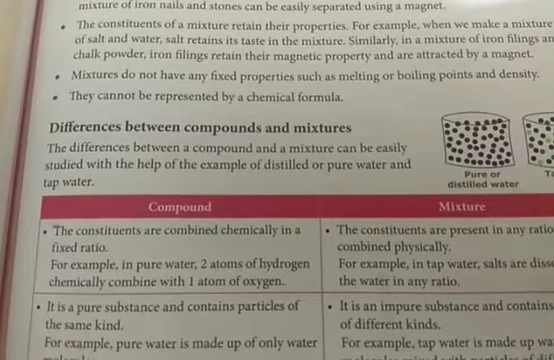 mixture of iron nails and stones can be easily separated using a magnet.
• The constituents of a mixture retain their properties. For example, when we make a mixture
of salt and water, salt retains its taste in the mixture. Similarly, in a mixture of iron filings an
chalk powder, iron filings retain their magnetic property and are attracted by a magnet.
• Mixtures do not have any fixed properties such as melting or boiling points and density.
• They cannot be represented by a chemical formula.
Differences between compounds and mixtures
The differences between a compound and a mixture can be easily
studied with the help of the example of distilled or pure water and
tap water.
Pure or
distilled water
Ta
Compound
Mixture
• The constituents are combined chemically in a
fixed ratio.
For example, in pure water, 2 atoms of hydrogen
chemically combine with 1 atom of oxygen.
• The constituents are present in any ratio
combined physically.
For example, in tap water, salts are diss
the water in any ratio.
• It is a pure substance and contains particles of
the same kind.
For example, pure water is made up of only water
• It is an impure substance and contains
of different kinds.
For example, tap water is made up wa